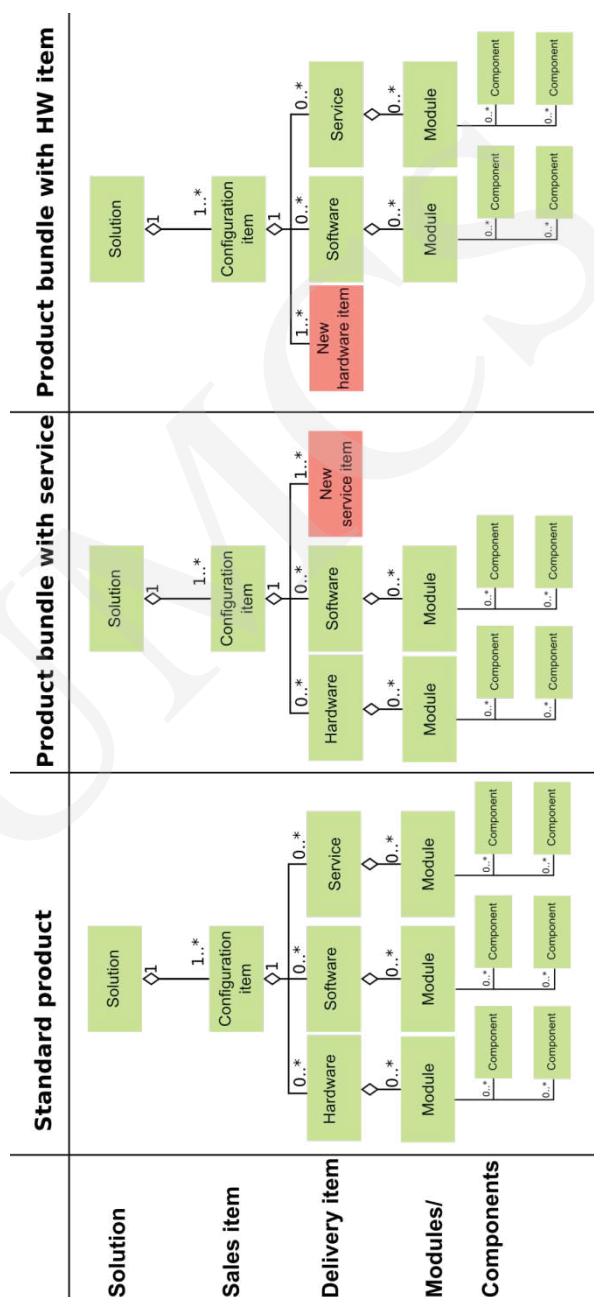 Standard product Product bundle with service Product bundle with HW item
Solution Solution Solution Solution
1 1 1
1..* 1..* 1..*
Sales item Configuration Configuration Configuration
item item item
1 1 1
0..* 0..* 0..* 0..* 0..* 1..* 1..* 0..* 0..*
Delivery item Hardware Software Service Hardware Software New New Software Service
service item hardware item
0..* 0..* 0..* 0..* 0..* 0..* 0..*
Modules/ Module Module Module Module Module Module Module
0..* 0..* 0..* 0..* 0..* 0..* 0..*
Components Component Component Component Component Component Component Component
0..* 0..* 0..* 0..* 0..* 0..* 0..*
Component Component Component Component Component Component Component
UMCS